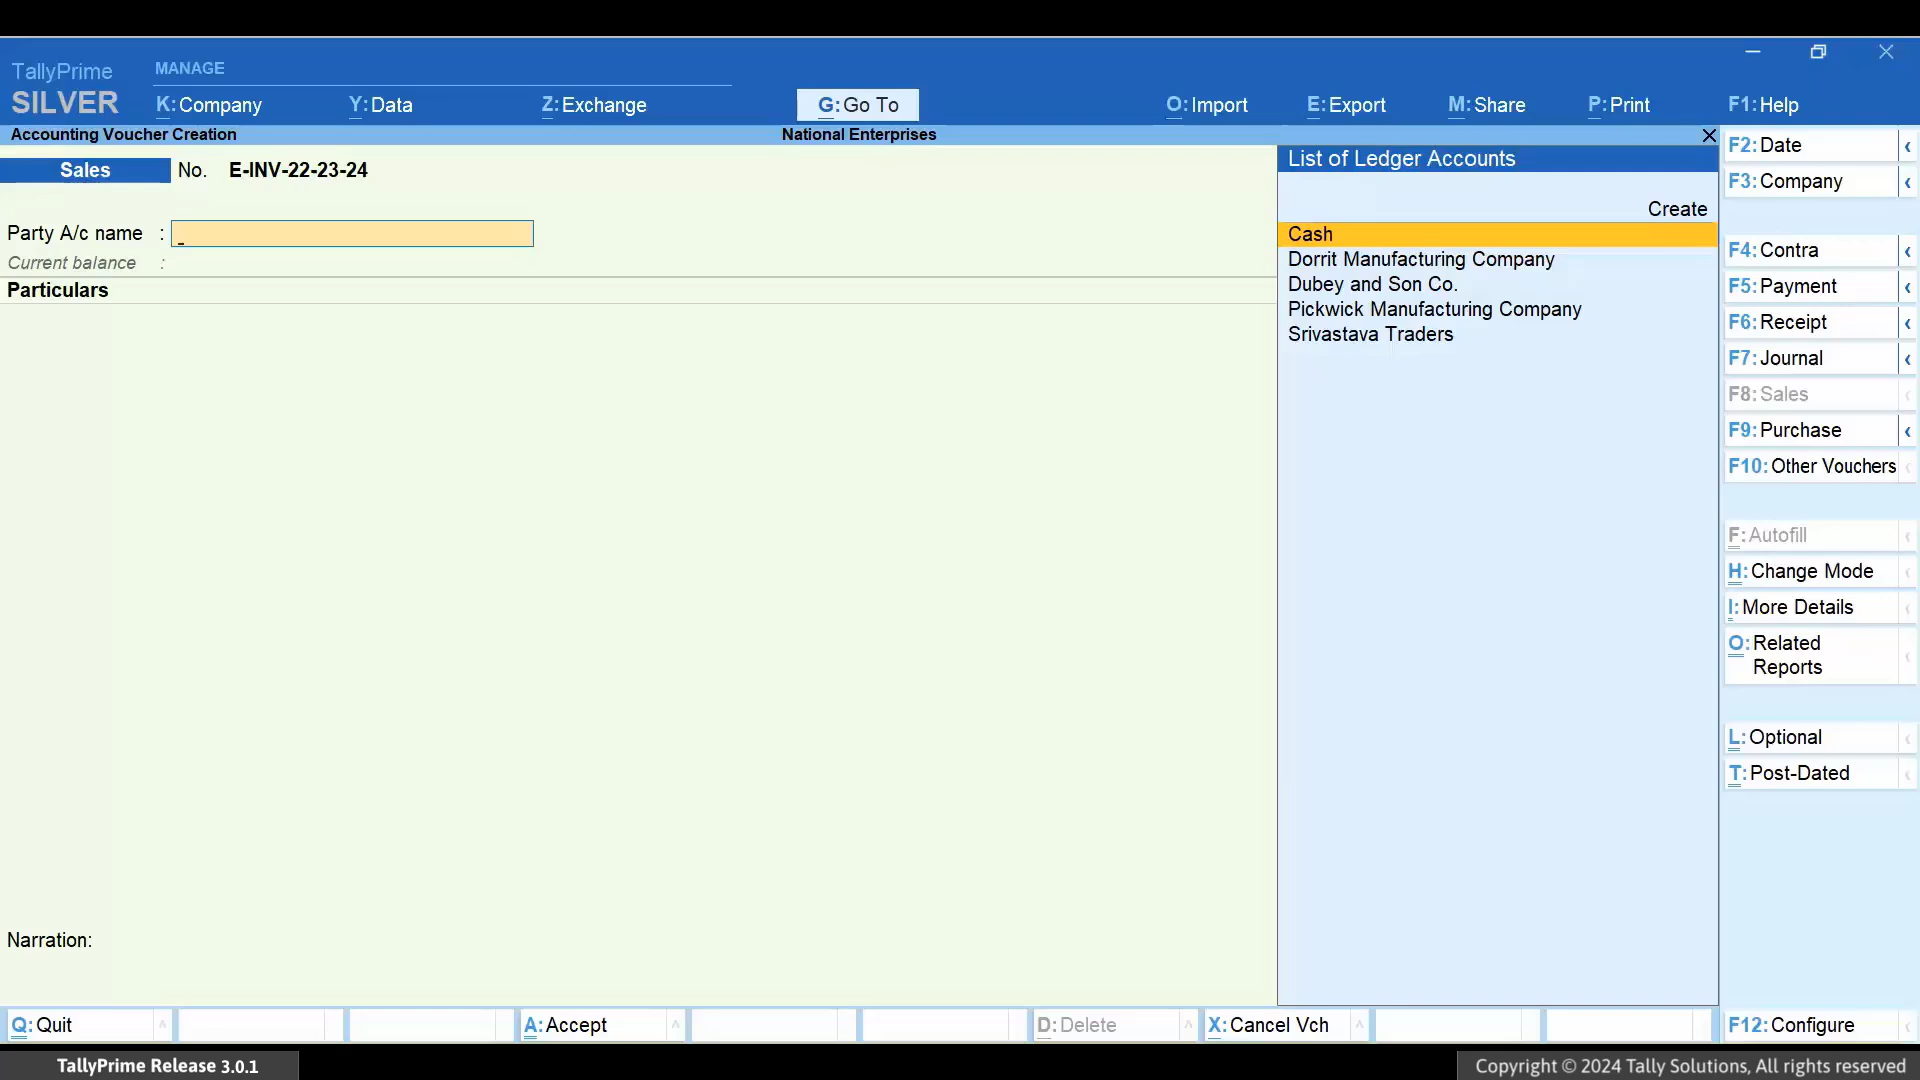 TallyPrime
SILVER
MANAGE
K:Company
Y:Data
Z:Exchange
G:Go To
O:Import
E:Export
M:Share
P:Print
F1:Help
Accounting Voucher Creation
National Enterprises
Sales No. E-INV-22-23-24
Party A/c name :
Current balance :
Particulars
Narration:
List of Ledger Accounts
Create
Cash
Dorrit Manufacturing Company
Dubey and Son Co.
Pickwick Manufacturing Company
Srivastava Traders
F2:Date
F3:Company
F4:Contra
F5:Payment
F6:Receipt
F7:Journal
F8:Sales
F9:Purchase
F10:Other Vouchers
F:Autofill
H:Change Mode
I:More Details
O:Related
Reports
L:Optional
T:Post-Dated
Q:Quit
A:Accept
D:Delete
X:Cancel Vch
F12:Configure
TallyPrime Release 3.0.1
Copyright © 2024 Tally Solutions, All rights reserved